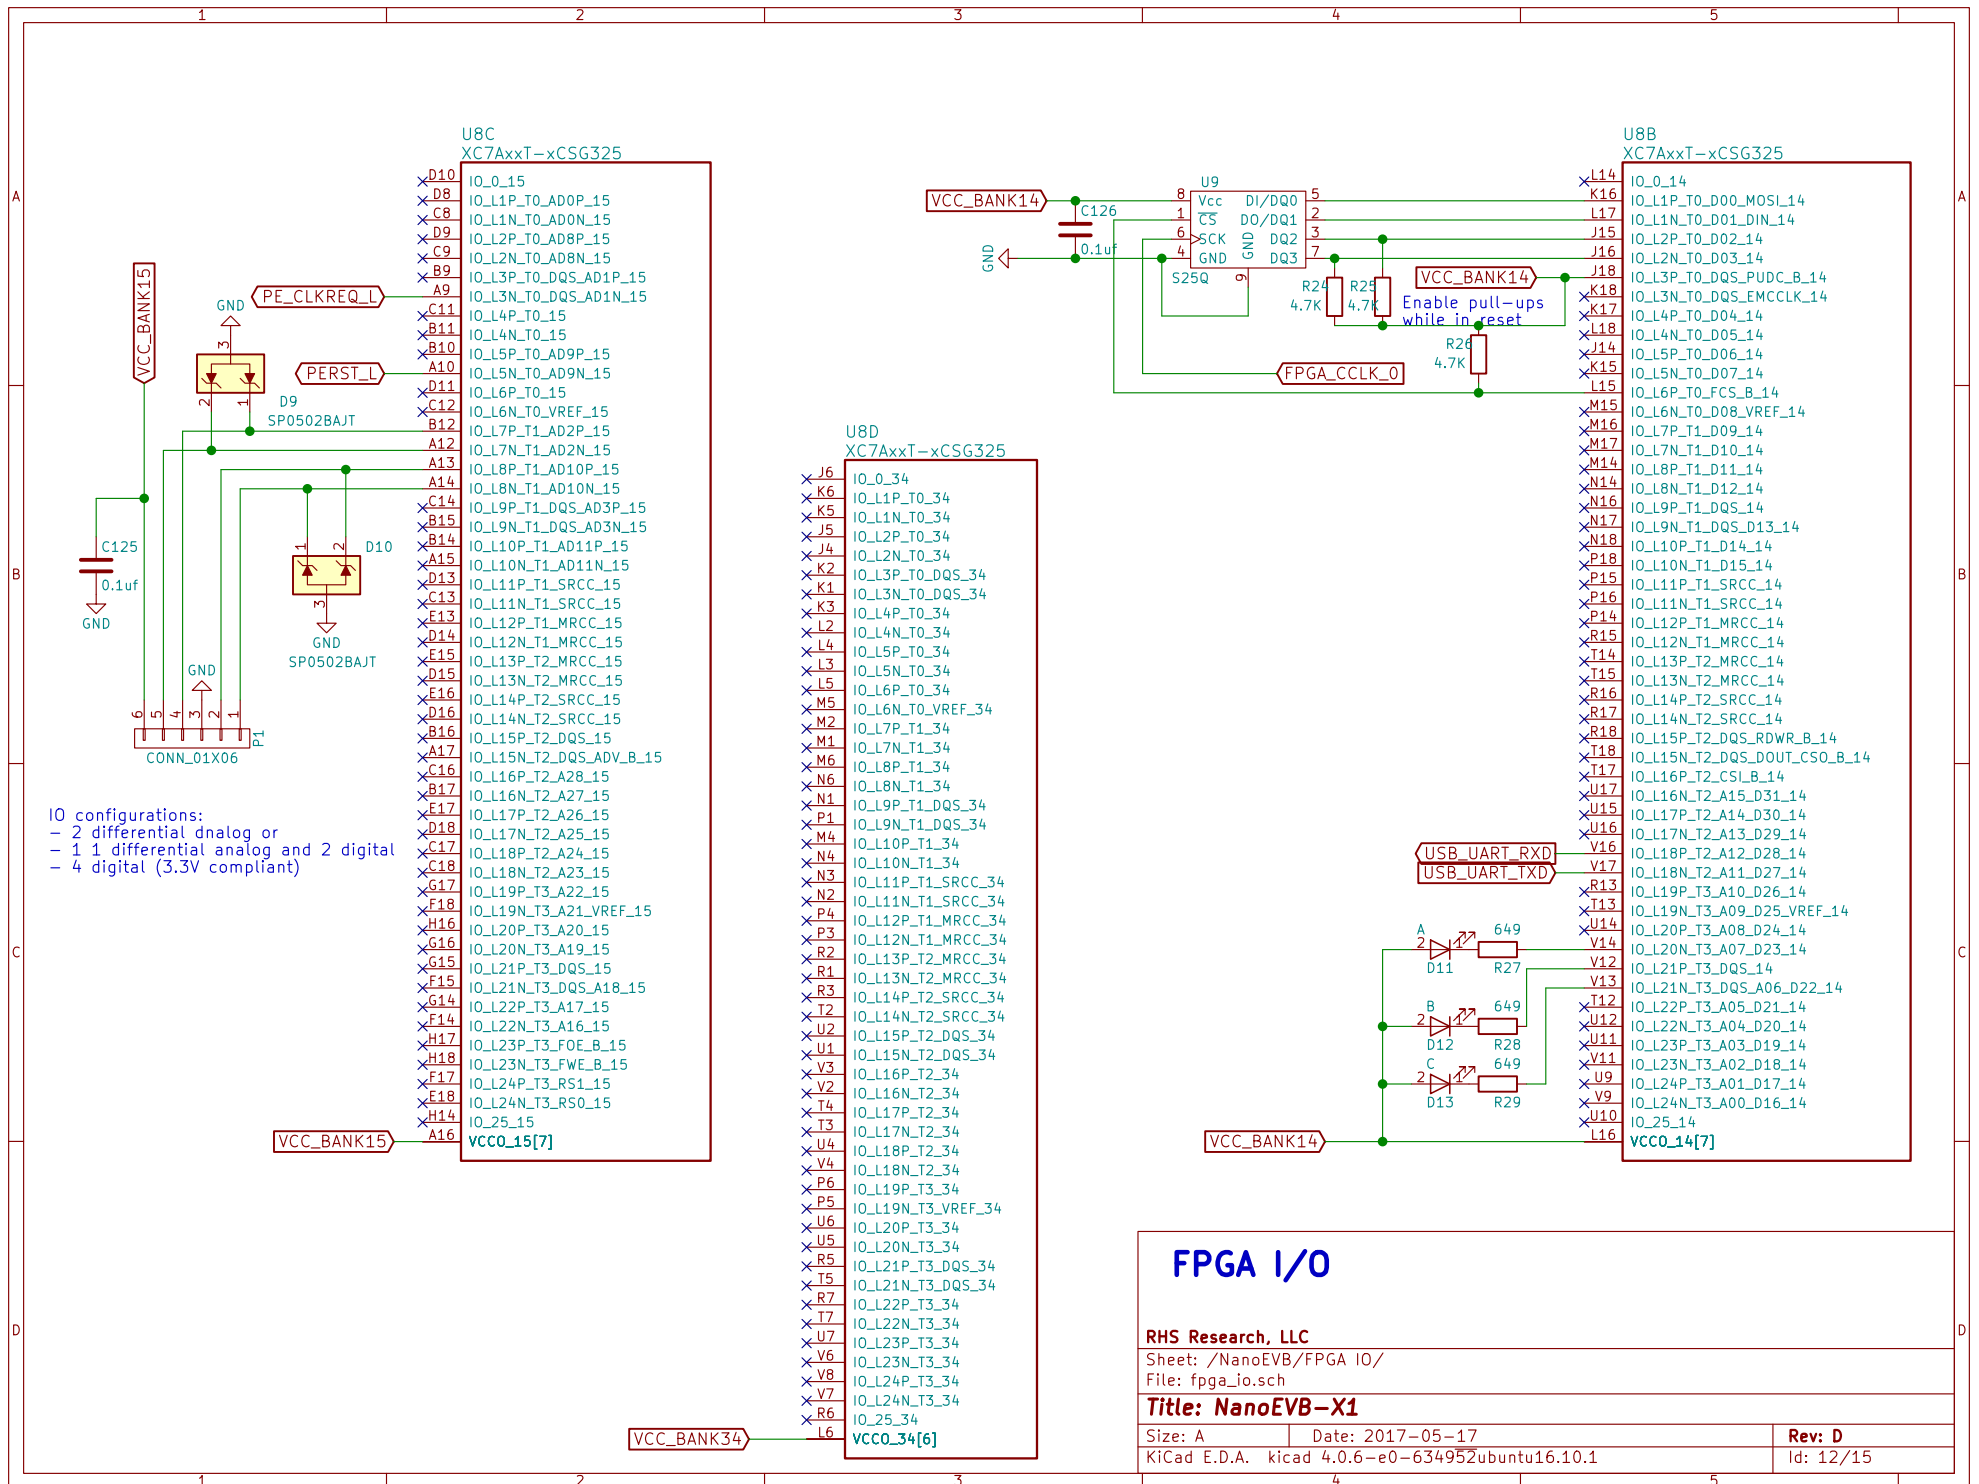 1 2 3 4 5
A
B
C
D
U8C
XC7AxxT-xCSG325
D10 IO_0_15
D8 IO_L1P_T0_AD0P_15
C8 IO_L1N_T0_AD0N_15
D9 IO_L2P_T0_AD8P_15
C9 IO_L2N_T0_AD8N_15
B9 IO_L3P_T0_DQS_AD1P_15
A9 IO_L3N_T0_DQS_AD1N_15
C11 IO_L4P_T0_15
B11 IO_L4N_T0_15
B10 IO_L5P_T0_AD9P_15
A10 IO_L5N_T0_AD9N_15
D11 IO_L6P_T0_15
C12 IO_L6N_T0_VREF_15
B12 IO_L7P_T1_AD2P_15
A12 IO_L7N_T1_AD2N_15
A13 IO_L8P_T1_AD10P_15
A14 IO_L8N_T1_AD10N_15
C14 IO_L9P_T1_DQS_AD3P_15
B15 IO_L9N_T1_DQS_AD3N_15
B14 IO_L10P_T1_AD11P_15
A15 IO_L10N_T1_AD11N_15
D13 IO_L11P_T1_SRCC_15
C13 IO_L11N_T1_SRCC_15
E13 IO_L12P_T1_MRCC_15
D14 IO_L12N_T1_MRCC_15
E15 IO_L13P_T2_MRCC_15
D15 IO_L13N_T2_MRCC_15
E16 IO_L14P_T2_SRCC_15
D16 IO_L14N_T2_SRCC_15
B16 IO_L15P_T2_DQS_15
A17 IO_L15N_T2_DQS_ADV_B_15
C16 IO_L16P_T2_A28_15
B17 IO_L16N_T2_A27_15
E17 IO_L17P_T2_A26_15
D18 IO_L17N_T2_A25_15
C17 IO_L18P_T2_A24_15
C18 IO_L18N_T2_A23_15
G17 IO_L19P_T3_A22_15
F18 IO_L19N_T3_A21_VREF_15
H16 IO_L20P_T3_A20_15
G16 IO_L20N_T3_A19_15
G15 IO_L21P_T3_DQS_15
F15 IO_L21N_T3_DQS_A18_15
G14 IO_L22P_T3_A17_15
F14 IO_L22N_T3_A16_15
H17 IO_L23P_T3_FOE_B_15
H18 IO_L23N_T3_FWE_B_15
F17 IO_L24P_T3_RS1_15
E18 IO_L24N_T3_RS0_15
H14 IO_25_15
A16 VCCO_15[7]
VCC_BANK15
VCC_BANK15
PE_CLKREQ_L
PERST_L
GND
3
2 1
D9
SP0502BAJT
C125
0.1uf
GND
1 2
D10
3
GND
SP0502BAJT
GND
6 5 4 3 2 1
P1
CONN_01X06
IO configurations:
- 2 differential dnalog or
- 1 1 differential analog and 2 digital
- 4 digital (3.3V compliant)
U8D
XC7AxxT-xCSG325
J6 IO_0_34
K6 IO_L1P_T0_34
K5 IO_L1N_T0_34
J5 IO_L2P_T0_34
J4 IO_L2N_T0_34
K2 IO_L3P_T0_DQS_34
K1 IO_L3N_T0_DQS_34
K3 IO_L4P_T0_34
L2 IO_L4N_T0_34
L4 IO_L5P_T0_34
L3 IO_L5N_T0_34
L5 IO_L6P_T0_34
M5 IO_L6N_T0_VREF_34
M2 IO_L7P_T1_34
M1 IO_L7N_T1_34
M6 IO_L8P_T1_34
N6 IO_L8N_T1_34
N1 IO_L9P_T1_DQS_34
P1 IO_L9N_T1_DQS_34
M4 IO_L10P_T1_34
N4 IO_L10N_T1_34
N3 IO_L11P_T1_SRCC_34
N2 IO_L11N_T1_SRCC_34
P4 IO_L12P_T1_MRCC_34
P3 IO_L12N_T1_MRCC_34
R2 IO_L13P_T2_MRCC_34
R1 IO_L13N_T2_MRCC_34
R3 IO_L14P_T2_SRCC_34
T2 IO_L14N_T2_SRCC_34
U2 IO_L15P_T2_DQS_34
U1 IO_L15N_T2_DQS_34
V3 IO_L16P_T2_34
V2 IO_L16N_T2_34
T4 IO_L17P_T2_34
T3 IO_L17N_T2_34
U4 IO_L18P_T2_34
V4 IO_L18N_T2_34
P6 IO_L19P_T3_34
P5 IO_L19N_T3_VREF_34
U6 IO_L20P_T3_34
U5 IO_L20N_T3_34
R5 IO_L21P_T3_DQS_34
T5 IO_L21N_T3_DQS_34
R7 IO_L22P_T3_34
T7 IO_L22N_T3_34
U7 IO_L23P_T3_34
V6 IO_L23N_T3_34
V8 IO_L24P_T3_34
V7 IO_L24N_T3_34
R6 IO_25_34
L6 VCCO_34[6]
VCC_BANK34
VCC_BANK14
C126
0.1uf
GND
U9
8 Vcc DI/DQ0 5
1 CS DO/DQ1 2
6 SCK DQ2 3
4 GND DQ3 7
GND
9
S25Q
R24
4.7K
R25
4.7K
VCC_BANK14
Enable pull-ups
while in reset
R26
4.7K
FPGA_CCLK_0
U8B
XC7AxxT-xCSG325
L14 IO_0_14
K16 IO_L1P_T0_D00_MOSI_14
L17 IO_L1N_T0_D01_DIN_14
J15 IO_L2P_T0_D02_14
J16 IO_L2N_T0_D03_14
J18 IO_L3P_T0_DQS_PUDC_B_14
K18 IO_L3N_T0_DQS_EMCCLK_14
K17 IO_L4P_T0_D04_14
L18 IO_L4N_T0_D05_14
J14 IO_L5P_T0_D06_14
K15 IO_L5N_T0_D07_14
L15 IO_L6P_T0_FCS_B_14
M15 IO_L6N_T0_D08_VREF_14
M16 IO_L7P_T1_D09_14
M17 IO_L7N_T1_D10_14
M14 IO_L8P_T1_D11_14
N14 IO_L8N_T1_D12_14
N16 IO_L9P_T1_DQS_14
N17 IO_L9N_T1_DQS_D13_14
N18 IO_L10P_T1_D14_14
P18 IO_L10N_T1_D15_14
P15 IO_L11P_T1_SRCC_14
P16 IO_L11N_T1_SRCC_14
P14 IO_L12P_T1_MRCC_14
R15 IO_L12N_T1_MRCC_14
T14 IO_L13P_T2_MRCC_14
T15 IO_L13N_T2_MRCC_14
R16 IO_L14P_T2_SRCC_14
R17 IO_L14N_T2_SRCC_14
R18 IO_L15P_T2_DQS_RDWR_B_14
T18 IO_L15N_T2_DQS_DOUT_CSO_B_14
T17 IO_L16P_T2_CSI_B_14
U17 IO_L16N_T2_A15_D31_14
U15 IO_L17P_T2_A14_D30_14
U16 IO_L17N_T2_A13_D29_14
V16 IO_L18P_T2_A12_D28_14
V17 IO_L18N_T2_A11_D27_14
R13 IO_L19P_T3_A10_D26_14
T13 IO_L19N_T3_A09_D25_VREF_14
U14 IO_L20P_T3_A08_D24_14
V14 IO_L20N_T3_A07_D23_14
V12 IO_L21P_T3_DQS_14
V13 IO_L21N_T3_DQS_A06_D22_14
T12 IO_L22P_T3_A05_D21_14
U12 IO_L22N_T3_A04_D20_14
U11 IO_L23P_T3_A03_D19_14
V11 IO_L23N_T3_A02_D18_14
U9 IO_L24P_T3_A01_D17_14
V9 IO_L24N_T3_A00_D16_14
U10 IO_25_14
L16 VCCO_14[7]
USB_UART_RXD
USB_UART_TXD
A 649
2 1
D11 R27
B 649
2 1
D12 R28
C 649
2 1
D13 R29
VCC_BANK14
FPGA I/O
RHS Research, LLC
Sheet: /NanoEVB/FPGA IO/
File: fpga_io.sch
Title: NanoEVB-X1
Size: A Date: 2017-05-17 Rev: D
KiCad E.D.A. kicad 4.0.6-e0-634952ubuntu16.10.1 Id: 12/15
A
B
C
D
1 2 3 4 5